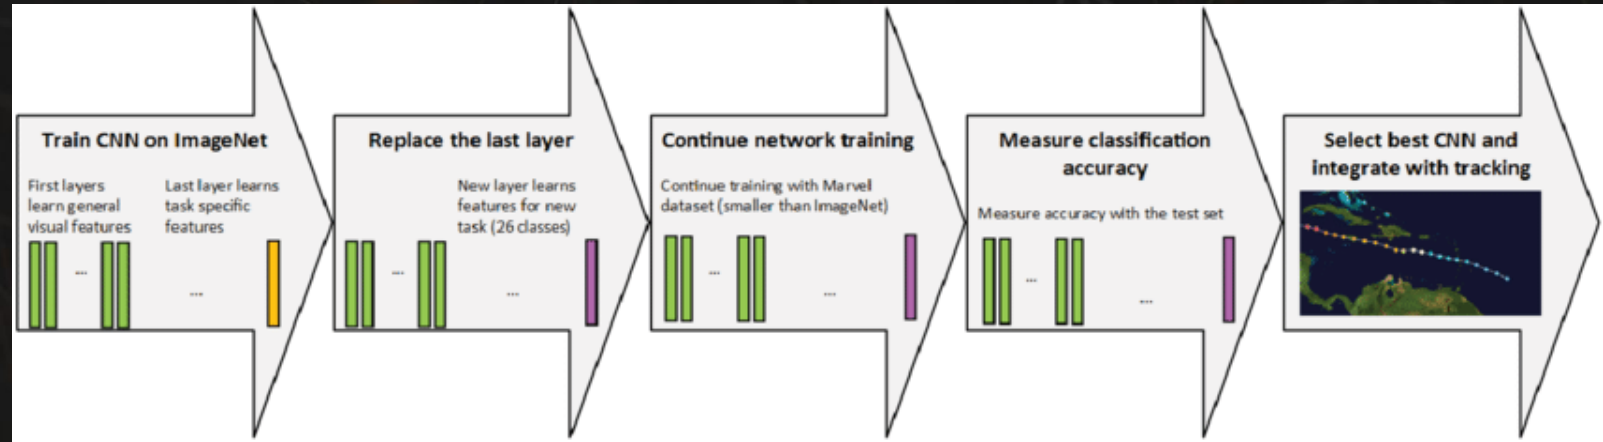 Train CNN on ImageNet
First layers
learn general
visual features
Last layer learns
task specific
features
...
...
Replace the last layer
New layer learns
features for new
task (26 classes)
...
...
Continue network training
Continue training with Marvel
dataset (smaller than ImageNet)
...
...
Measure classification
accuracy
Measure accuracy with the test set
...
...
Select best CNN and
integrate with tracking